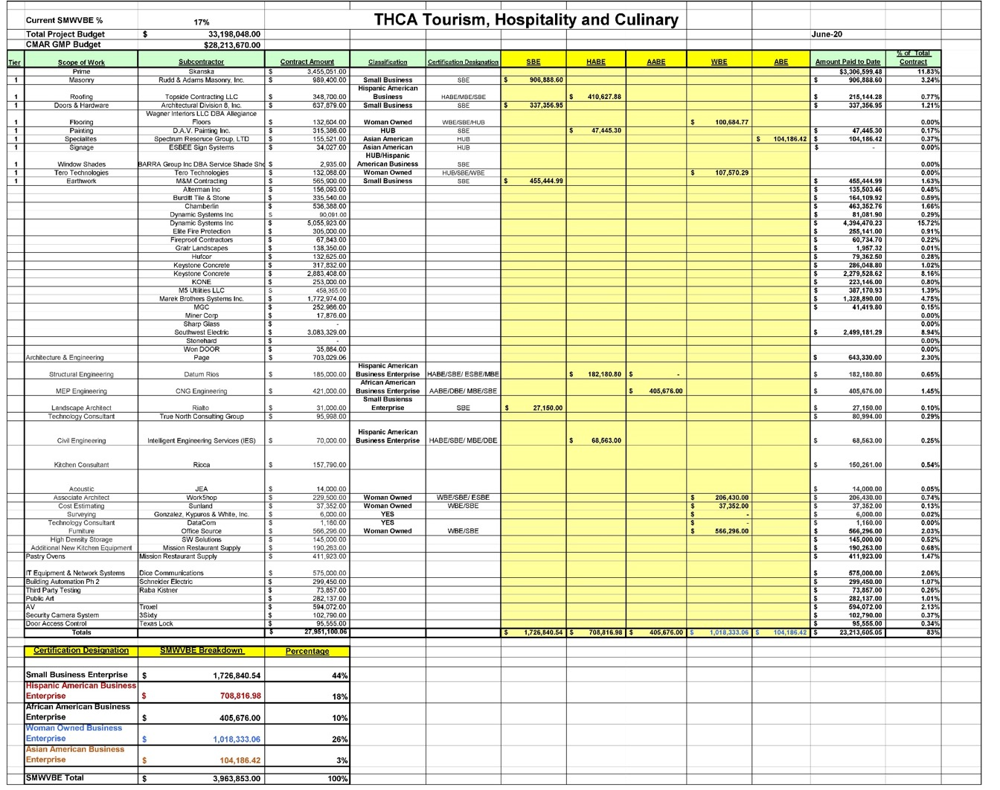 THCA Tourism, Hospitality and Culinary
Current SMWVBE % 17%
Total Project Budget $ 33,198,048.00 June-20
CMAR GMP Budget $28,213,670.00
Tier Scope of Work Subcontractor Contract Amount Classification Certification Designation SBE HABE AABE WBE ABE Amount Paid to Date % of Total Contract
Prime Skanska $ 3,455,051.00 $3,306,599.48 11.83%
1 Masonry Rudd & Adams Masonry, Inc. $ 989,400.00 Small Business SBE $ 906,888.60 $ 906,888.60 3.24%
1 Roofing Topside Contracting LLC $ 348,700.00 Hispanic American Business HABE/MBE/SBE $ 410,627.88 $ 215,144.28 0.77%
1 Doors & Hardware Architectural Division 8, Inc. $ 637,879.00 Small Business SBE $ 337,356.95 $ 337,356.95 1.21%
1 Flooring Wagner Interiors LLC DBA Allegiance Floors $ 132,604.00 Woman Owned WBE/SBE/HUB $ 100,684.77 0.00%
1 Painting D.A.V. Painting Inc. $ 315,386.00 HUB SBE $ 47,445.30 $ 47,445.30 0.17%
1 Specialites Spectrum Resoruce Group, LTD $ 155,521.00 Asian American HUB $ 104,186.42 $ 104,186.42 0.37%
1 Signage ESBEE Sign Systems $ 34,027.00 Asian American HUB $ - 0.00%
1 Window Shades BARRA Group Inc DBA Service Shade Sho $ 2,935.00 HUB/Hispanic American Business SBE 0.00%
1 Tero Technologies Tero Technologies $ 132,068.00 Woman Owned HUB/SBE/WBE $ 107,570.29 0.00%
1 Earthwork M&M Contracting $ 565,900.00 Small Business SBE $ 455,444.99 $ 455,444.99 1.63%
Alterman Inc $ 156,093.00 $ 135,503.46 0.48%
Burditt Tile & Stone $ 335,540.00 $ 164,109.92 0.59%
Chamberlin $ 536,388.00 $ 463,352.76 1.66%
Dynamic Systems Inc $ 90,091.00 $ 81,081.90 0.29%
Dynamic Systems Inc $ 5,055,923.00 $ 4,394,470.23 15.72%
Elite Fire Protection $ 305,000.00 $ 255,141.00 0.91%
Fireproof Contractors $ 67,843.00 $ 60,734.70 0.22%
Gratr Landscapes $ 138,350.00 $ 1,957.32 0.01%
Hufcor $ 132,625.00 $ 79,362.50 0.28%
Keystone Concrete $ 317,832.00 $ 286,048.80 1.02%
Keystone Concrete $ 2,883,408.00 $ 2,279,528.62 8.16%
KONE $ 253,000.00 $ 223,146.00 0.80%
M5 Utilities LLC $ 458,355.00 $ 387,170.93 1.39%
Marek Brothers Systems Inc. $ 1,772,974.00 $ 1,328,890.00 4.75%
MGC $ 252,966.00 $ 41,419.80 0.15%
Miner Corp $ 17,876.00 0.00%
Sharp Glass $ - 0.00%
Southwest Electric $ 3,083,329.00 $ 2,499,181.29 8.94%
Stonehard $ - 0.00%
Won DOOR $ 35,864.00 0.00%
Architecture & Engineering Page $ 703,029.06 $ 643,330.00 2.30%
Structural Engineering Datum Rios $ 185,000.00 Hispanic American Business Enterprise HABE/SBE/ ESBE/MBE $ 182,180.80 $ - $ 182,180.80 0.65%
MEP Engineering CNG Engineering $ 421,000.00 African American Business Enterprise AABE/DBE/ MBE/SBE $ 405,676.00 $ 405,676.00 1.45%
Landscape Architect Rialto $ 31,000.00 Small Busienss Enterprise SBE $ 27,150.00 $ 27,150.00 0.10%
Technology Consultant True North Consulting Group $ 95,998.00 $ 80,994.00 0.29%
Civil Engineering Intelligent Engineering Services (IES) $ 70,000.00 Hispanic American Business Enterprise HABE/SBE/ MBE/DBE $ 68,563.00 $ 68,563.00 0.25%
Kitchen Consultant Ricca $ 157,790.00 $ 150,261.00 0.54%
Acoustic JEA $ 14,000.00 $ 14,000.00 0.05%
Associate Architect Work5hop $ 229,500.00 Woman Owned WBE/SBE/ ESBE $ 206,430.00 $ 206,430.00 0.74%
Cost Estimating Sunland $ 37,352.00 Woman Owned WBE/SBE $ 37,352.00 $ 37,352.00 0.13%
Surveying Gonzalez, Kypuros & White, Inc. $ 6,000.00 YES $ - $ 6,000.00 0.02%
Technology Consultant DataCom $ 1,160.00 YES $ - $ 1,160.00 0.00%
Furniture Office Source $ 566,296.00 Woman Owned WBE/SBE $ 566,296.00 $ 566,296.00 2.03%
High Density Storage SW Solutions $ 145,000.00 $ 145,000.00 0.52%
Additional New Kitchen Equipment Mission Restaurant Supply $ 190,263.00 $ 190,263.00 0.68%
Pastry Ovens Mission Restaurant Supply $ 411,923.00 $ 411,923.00 1.47%
IT Equipment & Network Systems Dice Communications $ 575,000.00 $ 575,000.00 2.06%
Building Automation Ph 2 Schneider Electric $ 299,450.00 $ 299,450.00 1.07%
Third Party Testing Raba Kistner $ 73,857.00 $ 73,857.00 0.26%
Public Art $ 282,137.00 $ 282,137.00 1.01%
AV Troxel $ 594,072.00 $ 594,072.00 2.13%
Security Camera System 3Sixty $ 102,790.00 $ 102,790.00 0.37%
Door Access Control Texas Lock $ 95,555.00 $ 95,555.00 0.34%
Totals $ 27,951,100.06 $ 1,726,840.54 $ 708,816.98 $ 405,676.00 $ 1,018,333.06 $ 104,186.42 $ 23,213,605.05 83%
Certification Designation SMWVBE Breakdown Percentage
Small Business Enterprise $ 1,726,840.54 44%
Hispanic American Business
Enterprise $ 708,816.98 18%
African American Business
Enterprise $ 405,676.00 10%
Woman Owned Business
Enterprise $ 1,018,333.06 26%
Asian American Business
Enterprise $ 104,186.42 3%
SMWVBE Total $ 3,963,853.00 100%